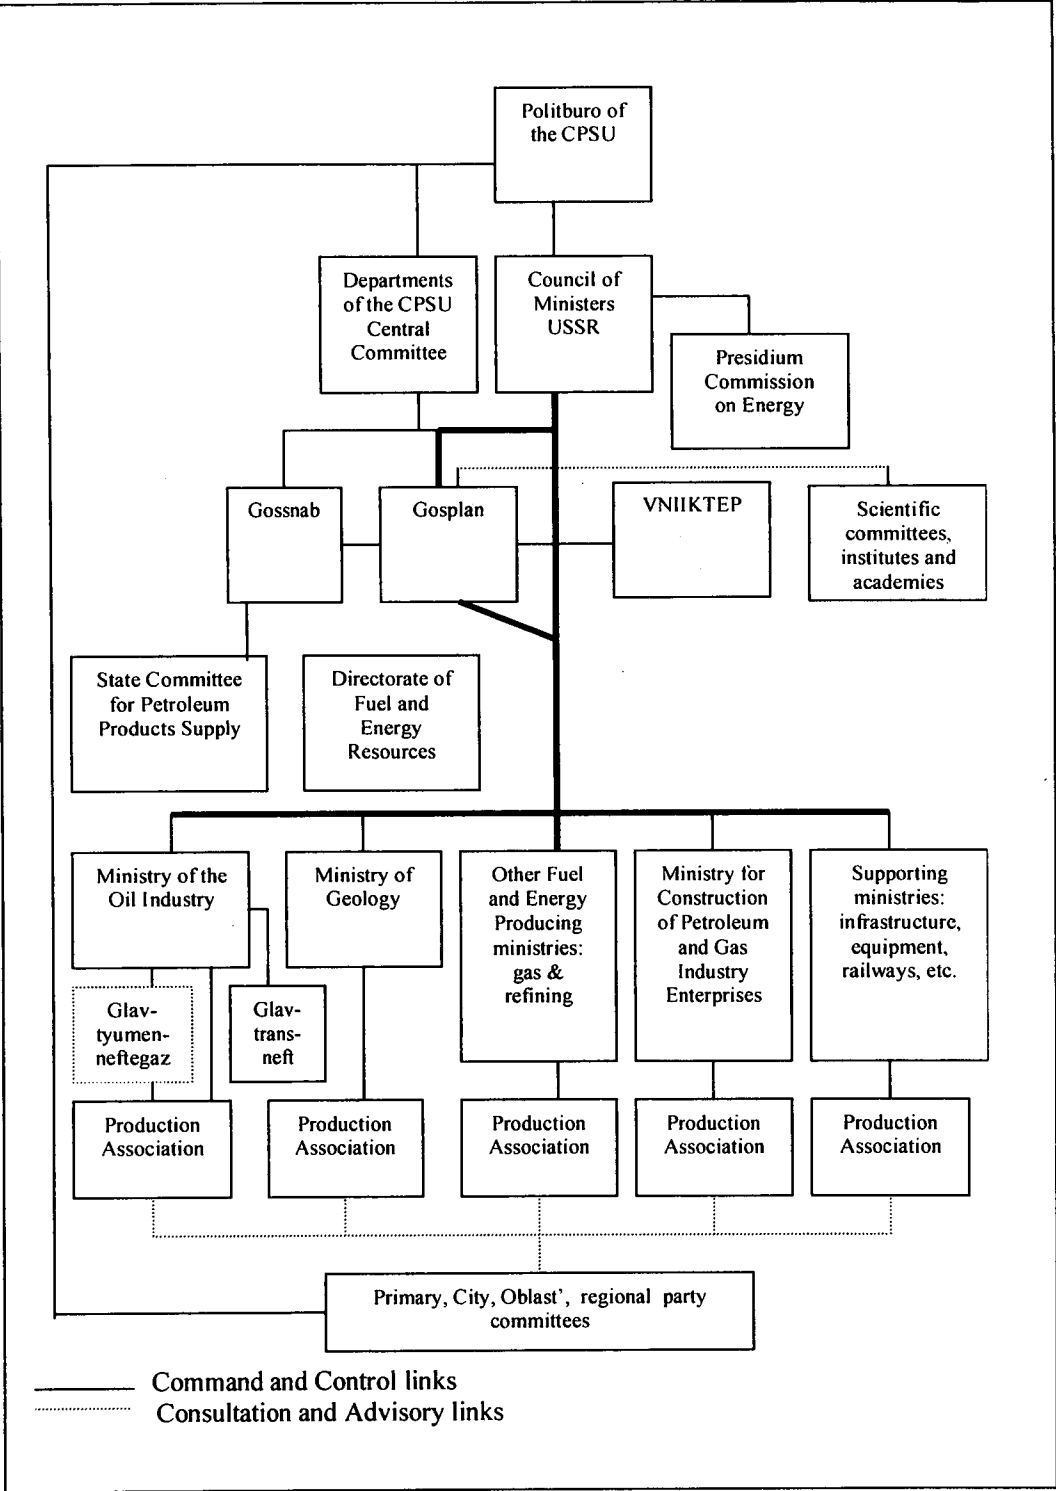 Politburo of
the CPSU
Departments
of the CPSU
Central
Committee
Council of
Ministers
USSR
Presidium
Commission
on Energy
Gossnab
Gosplan
VNIIKTEP
Scientific
committees,
institutes and
academies
State Committee
for Petroleum
Products Supply
Directorate of
Fuel and
Energy
Resources
Ministry of the
Oil Industry
Ministry of
Geology
Other Fuel
and Energy
Producing
ministries:
gas &
refining
Ministry for
Construction
of Petroleum
and Gas
Industry
Enterprises
Supporting
ministries:
infrastructure,
equipment,
railways, etc.
Glav-
tyumen-
neftegaz
Glav-
trans-
neft
Production
Association
Production
Association
Production
Association
Production
Association
Production
Association
Primary, City, Oblast', regional party
committees
Command and Control links
Consultation and Advisory links